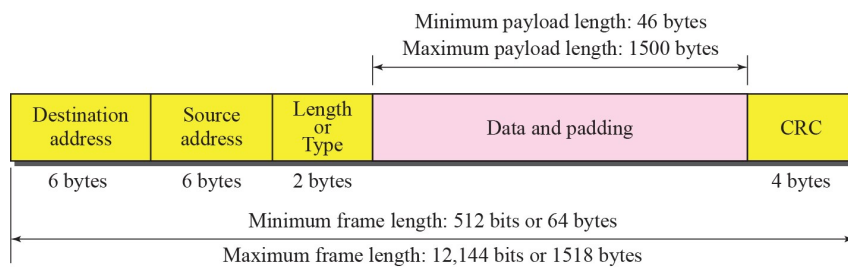 Minimum payload length: 46 bytes
Maximum payload length: 1500 bytes
Destination
address
Source
address
Length
or
Type
Data and padding
CRC
6 bytes
6 bytes
2 bytes
4 bytes
Minimum frame length: 512 bits or 64 bytes
Maximum frame length: 12,144 bits or 1518 bytes